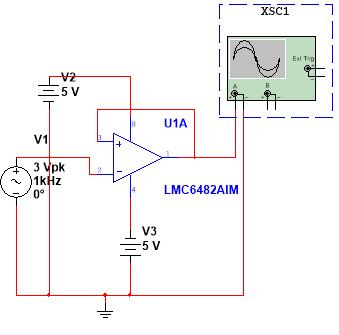 XSC1
Ext Trig
+
-
A
B
+ - + -
V2
5 V
8
U1A
3
+
1
V1
2
-
3 Vpk
1kHz
0°
4
LMC6482AIM
V3
5 V